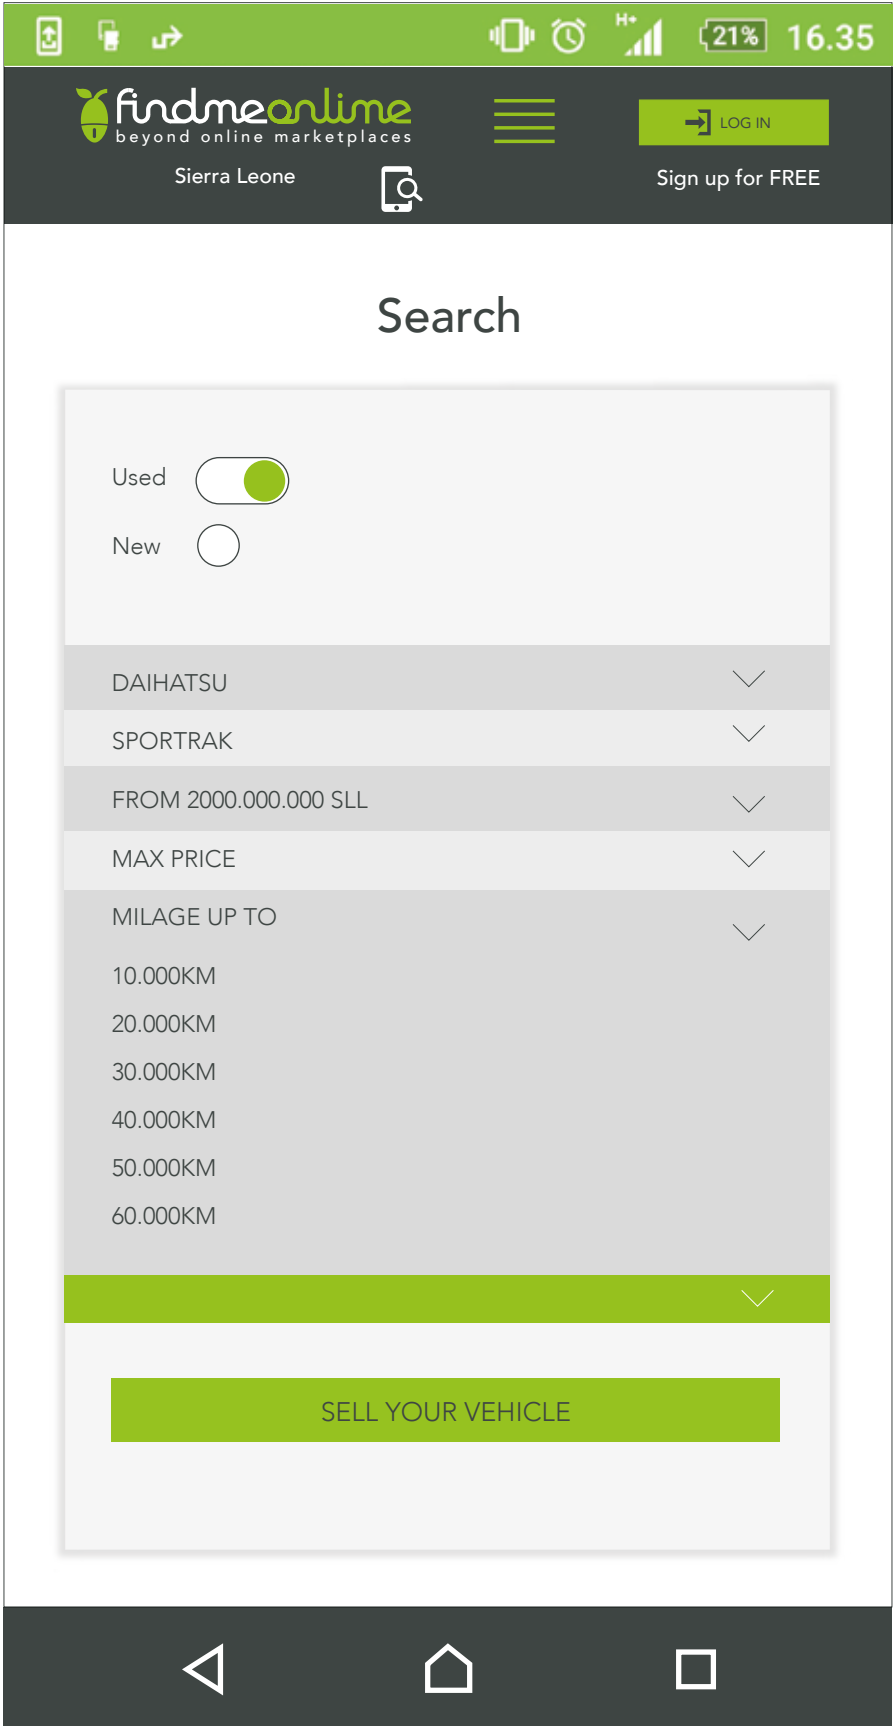 H+ 21% 16.35
findmeonlime
beyond online marketplaces
LOG IN
Sierra Leone
Sign up for FREE
Search
Used
New
DAIHATSU
SPORTRAK
FROM 2000.000.000 SLL
MAX PRICE
MILAGE UP TO
10.000KM
20.000KM
30.000KM
40.000KM
50.000KM
60.000KM
SELL YOUR VEHICLE